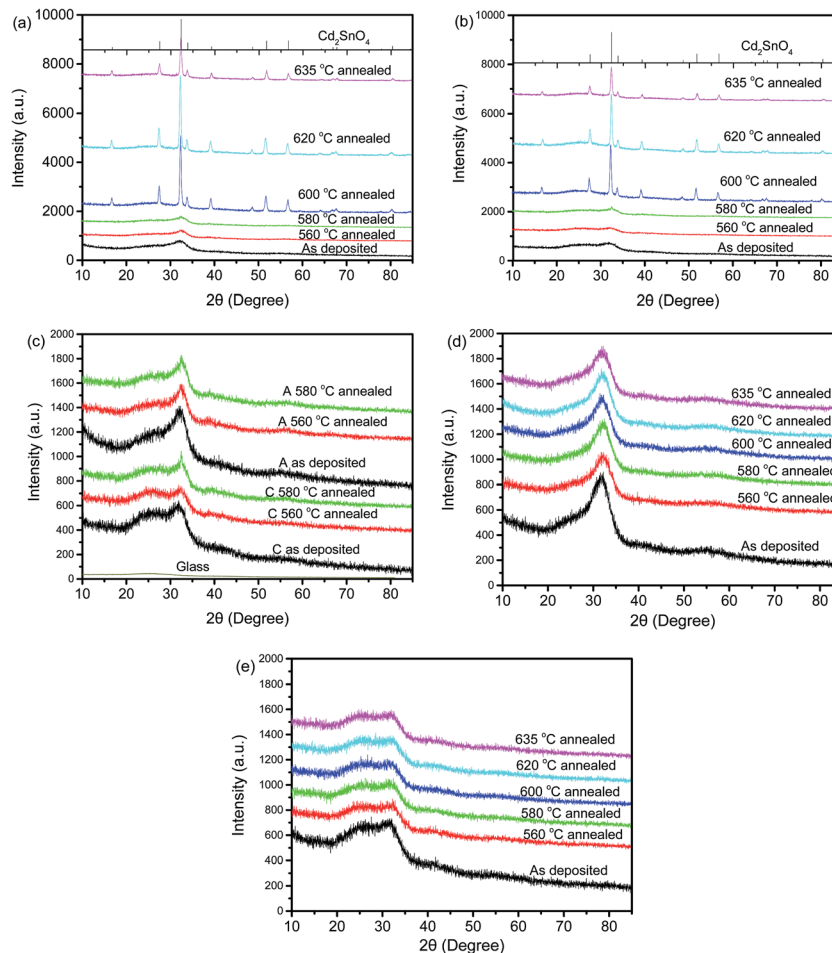 (a)
10000
8000
6000
4000
2000
0
Intensity (a.u.)
Cd2SnO4
635 °C annealed
620 °C annealed
600 °C annealed
580 °C annealed
560 °C annealed
As deposited
10 20 30 40 50 60 70 80
2θ (Degree)
(b)
10000
8000
6000
4000
2000
0
Intensity (a.u.)
Cd2SnO4
635 °C annealed
620 °C annealed
600 °C annealed
580 °C annealed
560 °C annealed
As deposited
10 20 30 40 50 60 70 80
2θ (Degree)
(c)
2000
1800
1600
1400
1200
1000
800
600
400
200
0
Intensity (a.u.)
A 580 °C annealed
A 560 °C annealed
A as deposited
C 580 °C annealed
C 560 °C annealed
C as deposited
Glass
10 20 30 40 50 60 70 80
2θ (Degree)
(d)
2000
1800
1600
1400
1200
1000
800
600
400
200
0
Intensity (a.u.)
635 °C annealed
620 °C annealed
600 °C annealed
580 °C annealed
560 °C annealed
As deposited
10 20 30 40 50 60 70 80
2θ (Degree)
(e)
2000
1800
1600
1400
1200
1000
800
600
400
200
0
Intensity (a.u.)
635 °C annealed
620 °C annealed
600 °C annealed
580 °C annealed
560 °C annealed
As deposited
10 20 30 40 50 60 70 80
2θ (Degree)